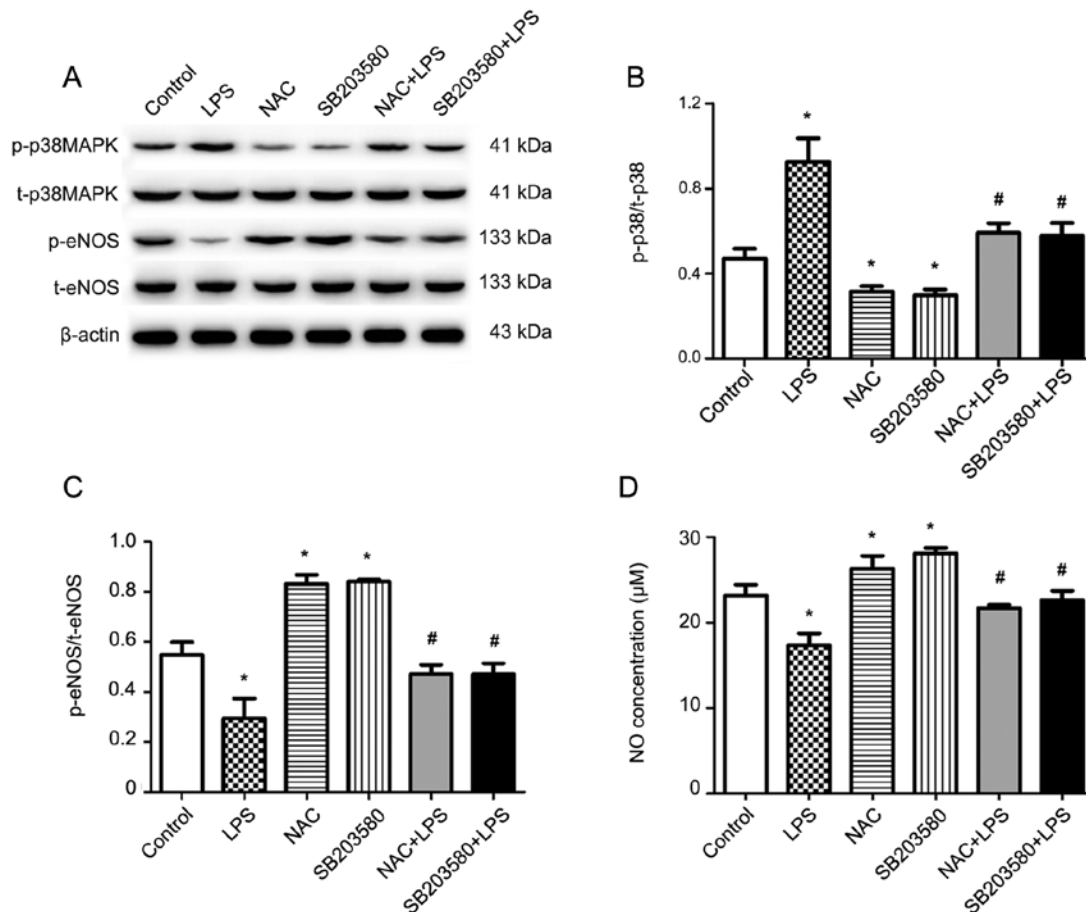 A
Control
LPS
NAC
SB203580
NAC+LPS
SB203580+LPS
p-p38MAPK 41 kDa
t-p38MAPK 41 kDa
p-eNOS 133 kDa
t-eNOS 133 kDa
β-actin 43 kDa
B
p-p38/t-p38
1.2
0.8
0.4
0.0
*
*
*
#
#
Control
LPS
NAC
SB203580
NAC+LPS
SB203580+LPS
C
p-eNOS/t-eNOS
1.0
0.8
0.6
0.4
0.2
0
*
*
*
#
#
Control
LPS
NAC
SB203580
NAC+LPS
SB203580+LPS
D
NO concentration (μM)
30
20
10
0
*
*
*
#
#
Control
LPS
NAC
SB203580
NAC+LPS
SB203580+LPS